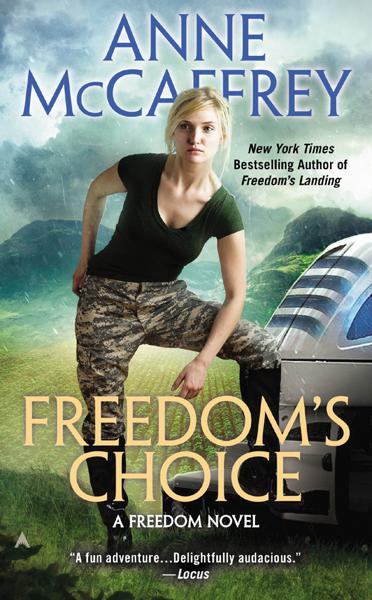 ANNE
McCAFFREY
New York Times
Bestselling Author of
Freedom's Landing
FREEDOM'S
CHOICE
A FREEDOM NOVEL
"A fun adventure...Delightfully audacious."
—Locus